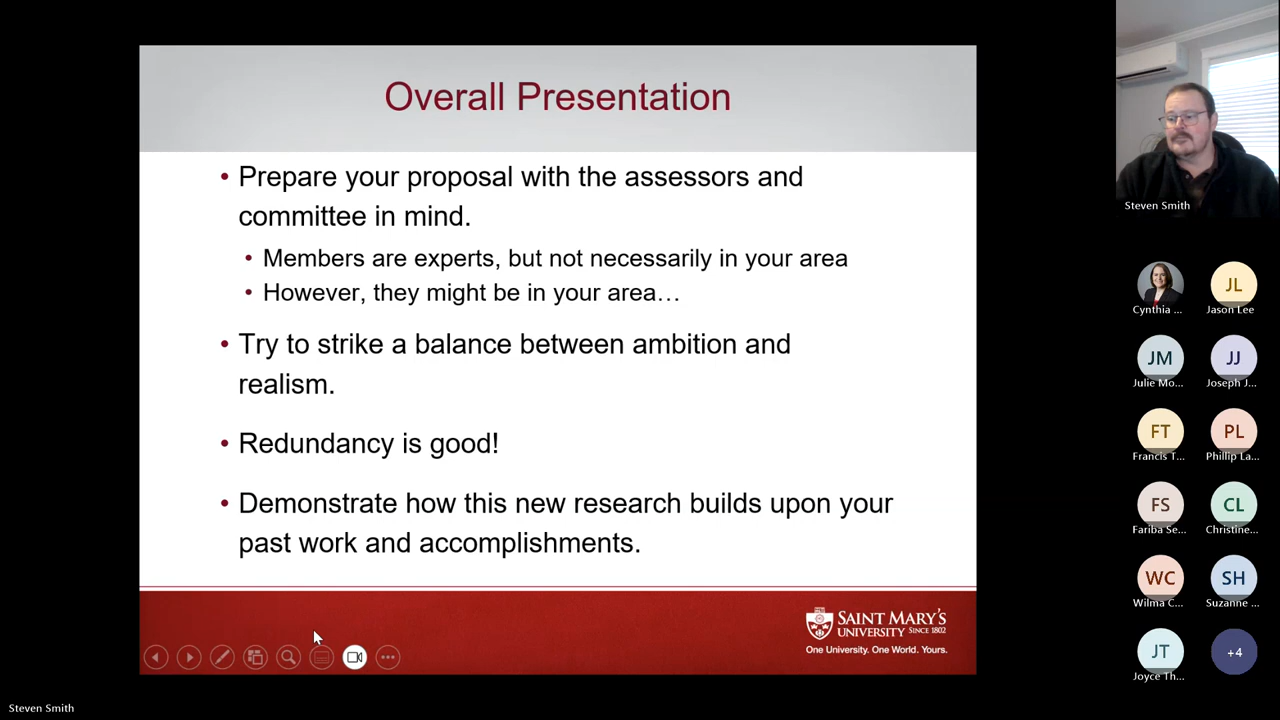 Overall Presentation
• Prepare your proposal with the assessors and
committee in mind.
• Members are experts, but not necessarily in your area
• However, they might be in your area…
• Try to strike a balance between ambition and
realism.
• Redundancy is good!
• Demonstrate how this new research builds upon your
past work and accomplishments.
SAINT MARY'S
UNIVERSITY SINCE 1802
One University. One World. Yours.
Steven Smith
Steven Smith
Cynthia ...
JL
Jason Lee
JM
Julie Mo...
JJ
Joseph J...
FT
Francis T...
PL
Phillip La...
FS
Fariba Se...
CL
Christine...
WC
Wilma C...
SH
Suzanne ...
JT
Joyce Th...
+4